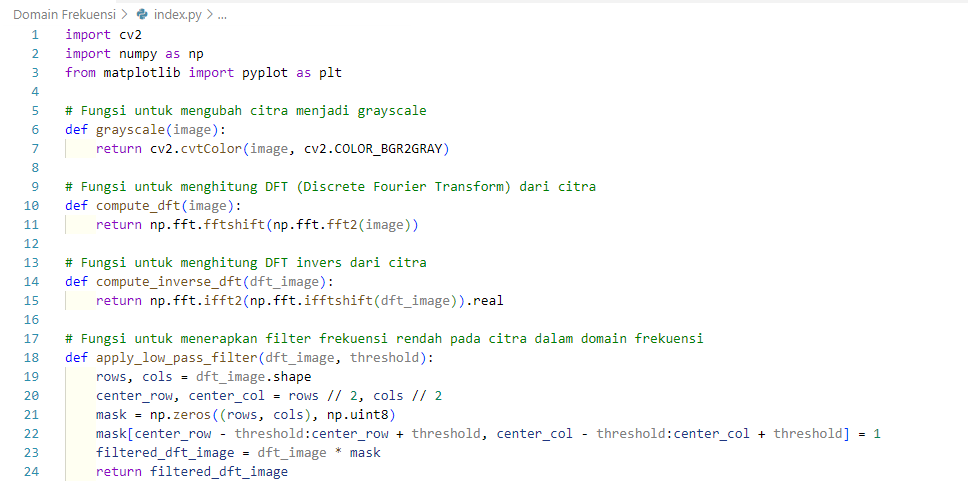 Domain Frekuensi > index.py > ...
1 import cv2
2 import numpy as np
3 from matplotlib import pyplot as plt
4
5 # Fungsi untuk mengubah citra menjadi grayscale
6 def grayscale(image):
7     return cv2.cvtColor(image, cv2.COLOR_BGR2GRAY)
8
9 # Fungsi untuk menghitung DFT (Discrete Fourier Transform) dari citra
10 def compute_dft(image):
11     return np.fft.fftshift(np.fft.fft2(image))
12
13 # Fungsi untuk menghitung DFT invers dari citra
14 def compute_inverse_dft(dft_image):
15     return np.fft.ifft2(np.fft.ifftshift(dft_image)).real
16
17 # Fungsi untuk menerapkan filter frekuensi rendah pada citra dalam domain frekuensi
18 def apply_low_pass_filter(dft_image, threshold):
19     rows, cols = dft_image.shape
20     center_row, center_col = rows // 2, cols // 2
21     mask = np.zeros((rows, cols), np.uint8)
22     mask[center_row - threshold:center_row + threshold, center_col - threshold:center_col + threshold] = 1
23     filtered_dft_image = dft_image * mask
24     return filtered_dft_image